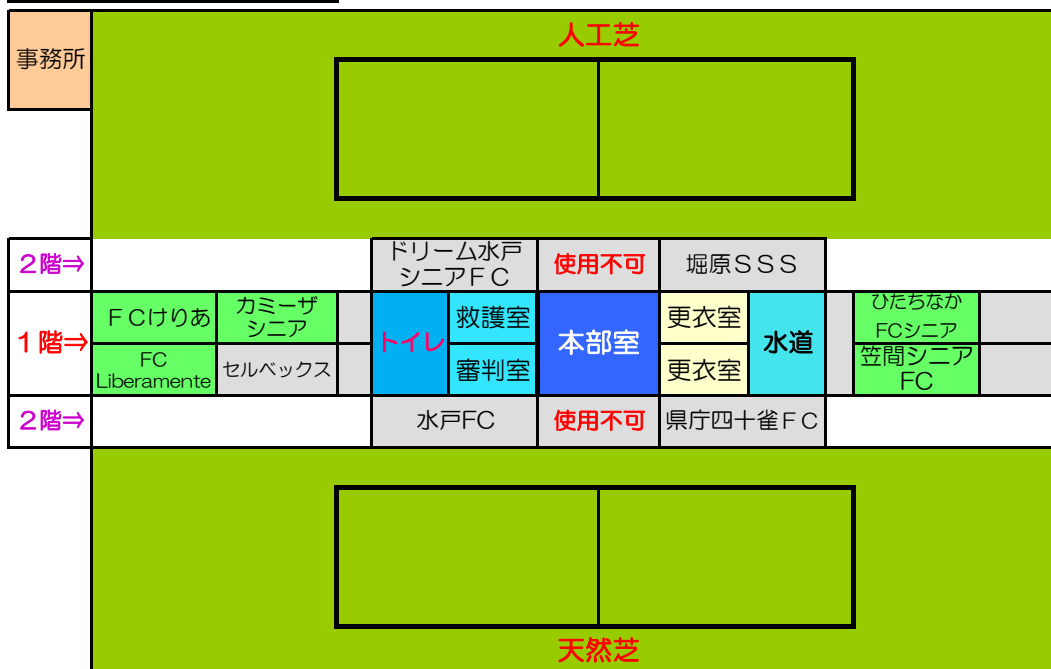 人工芝
事務所
２階⇒
ドリーム水戸
シニアＦＣ
使用不可
堀原ＳＳＳ
１階⇒
ＦＣけりあ
カミーザ
シニア
トイレ
救護室
本部室
更衣室
水道
ひたちなか
FCシニア
FC
Liberamente
セルベックス
審判室
更衣室
笠間シニア
FC
２階⇒
水戸FC
使用不可
県庁四十雀ＦＣ
天然芝